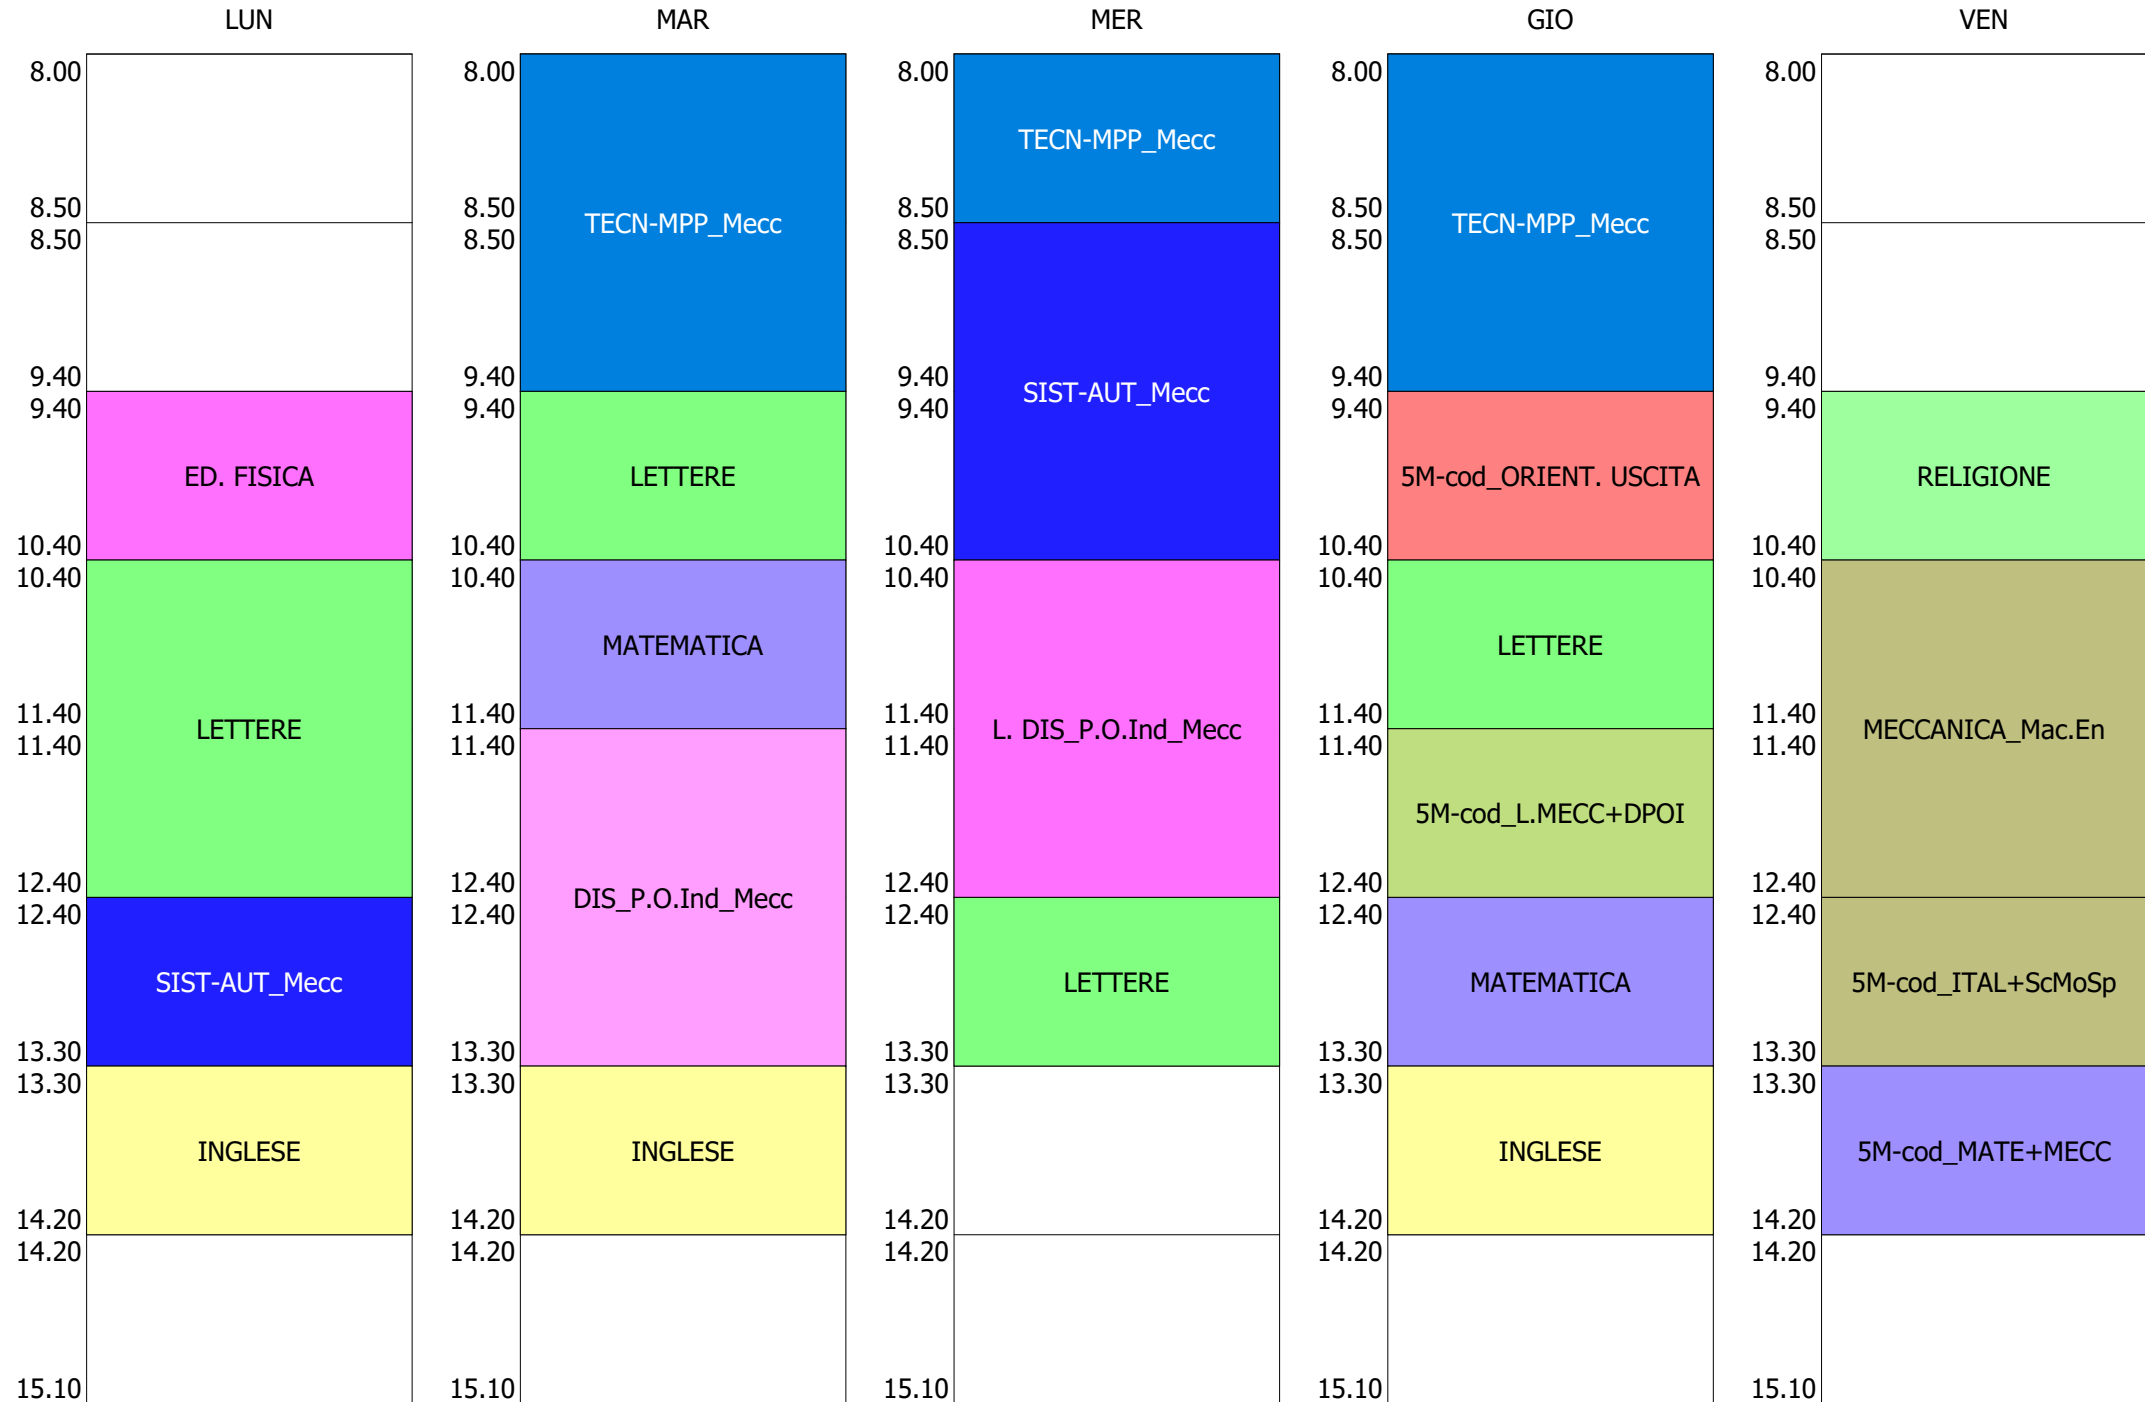 LUN
MAR
MER
GIO
VEN
8.00
8.50
8.50
9.40
9.40
ED. FISICA
10.40
10.40
LETTERE
11.40
11.40
12.40
12.40
SIST-AUT_Mecc
13.30
13.30
INGLESE
14.20
14.20
15.10
8.00
TECN-MPP_Mecc
8.50
8.50
9.40
9.40
LETTERE
10.40
10.40
MATEMATICA
11.40
11.40
DIS_P.O.Ind_Mecc
12.40
12.40
13.30
13.30
INGLESE
14.20
14.20
15.10
8.00
TECN-MPP_Mecc
8.50
8.50
SIST-AUT_Mecc
9.40
9.40
10.40
10.40
L. DIS_P.O.Ind_Mecc
11.40
11.40
12.40
12.40
LETTERE
13.30
13.30
14.20
14.20
15.10
8.00
TECN-MPP_Mecc
8.50
8.50
9.40
9.40
5M-cod_ORIENT. USCITA
10.40
10.40
LETTERE
11.40
11.40
5M-cod_L.MECC+DPOI
12.40
12.40
MATEMATICA
13.30
13.30
INGLESE
14.20
14.20
15.10
8.00
8.50
8.50
9.40
9.40
RELIGIONE
10.40
10.40
MECCANICA_Mac.En
11.40
11.40
12.40
12.40
5M-cod_ITAL+ScMoSp
13.30
13.30
5M-cod_MATE+MECC
14.20
14.20
15.10